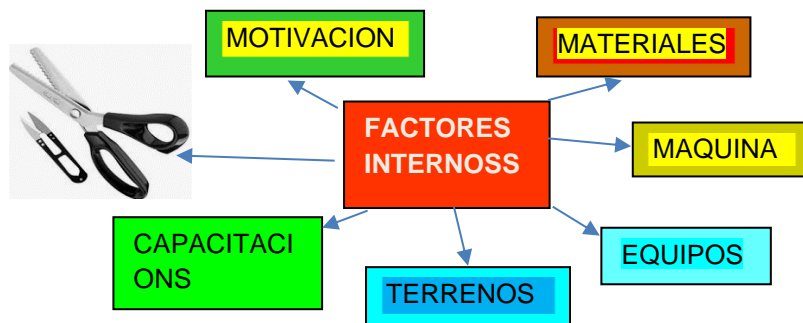 MOTIVACION
MATERIALES
FACTORES
INTERNOSS
MAQUINA
CAPACITACI
ONS
EQUIPOS
TERRENOS